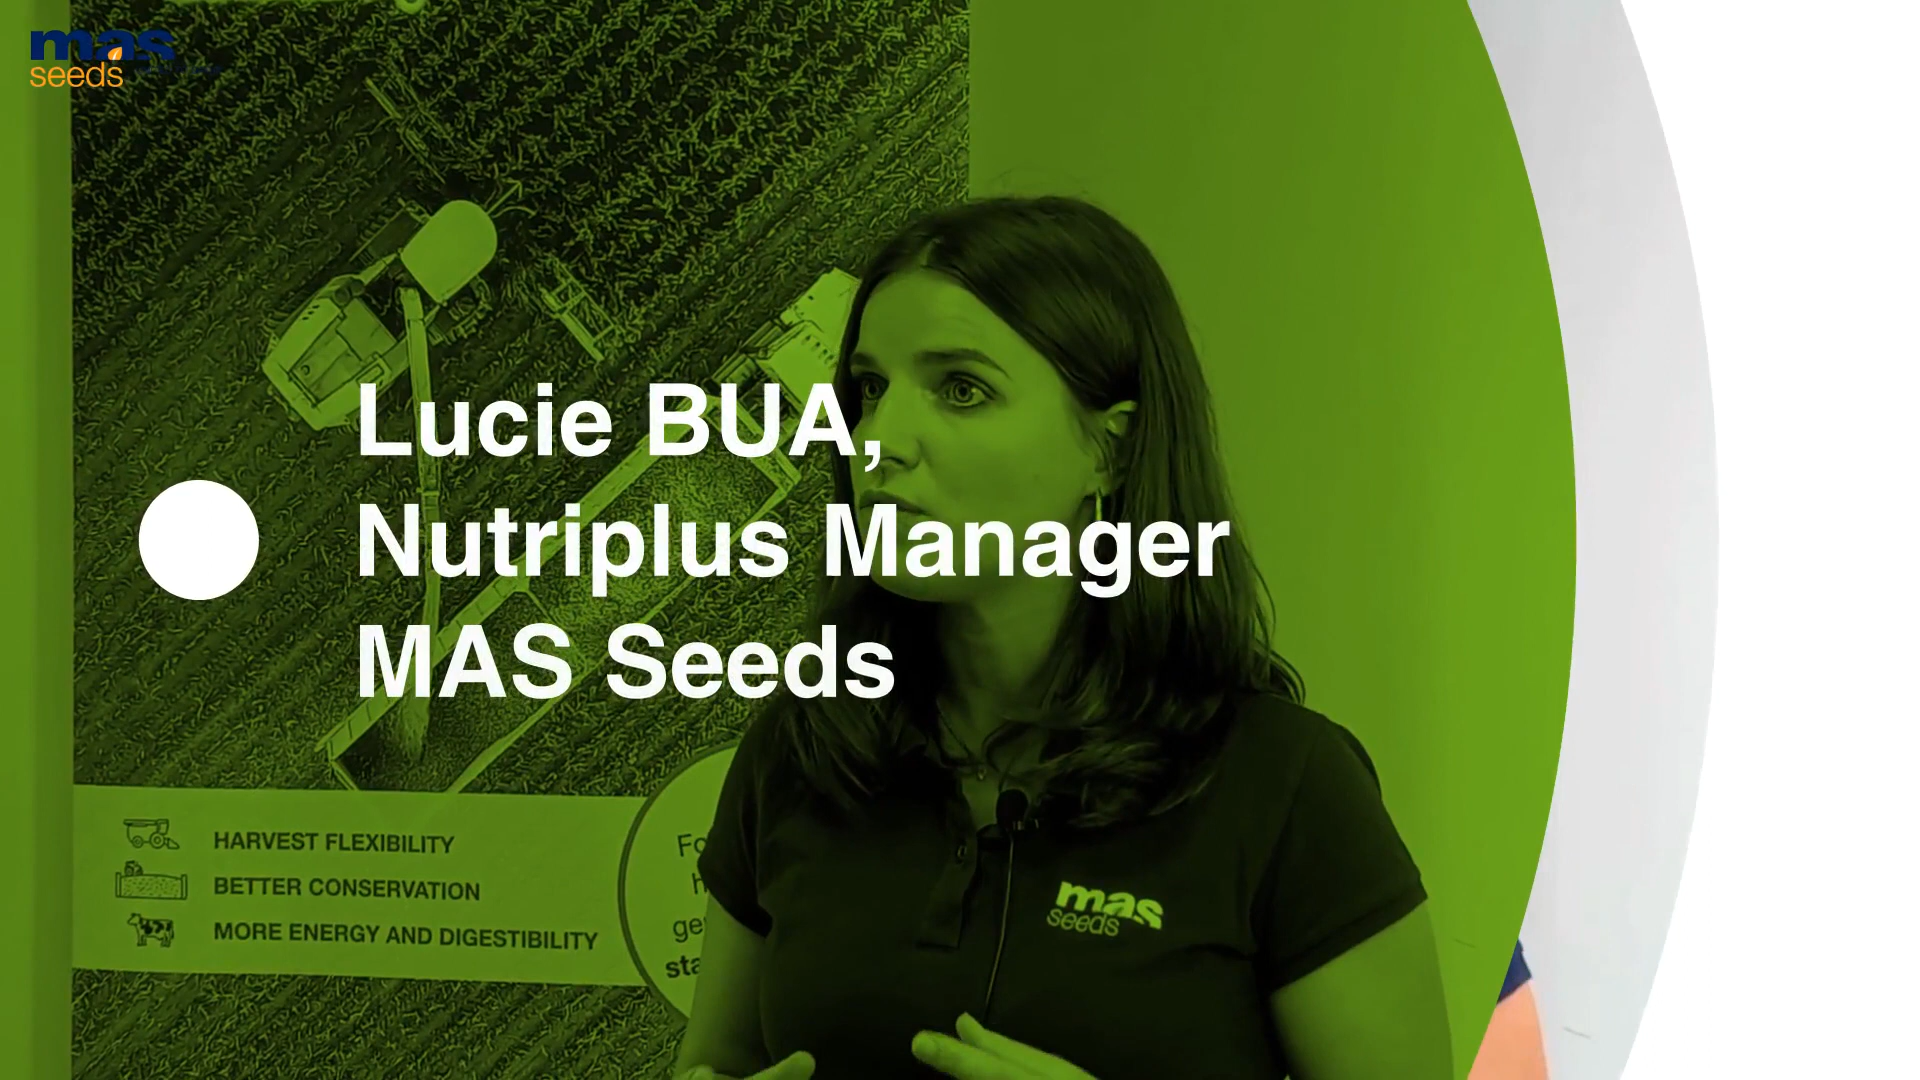 mas
seeds
Lucie BUA,
Nutriplus Manager
MAS Seeds
HARVEST FLEXIBILITY
BETTER CONSERVATION
MORE ENERGY AND DIGESTIBILITY
mas
seeds